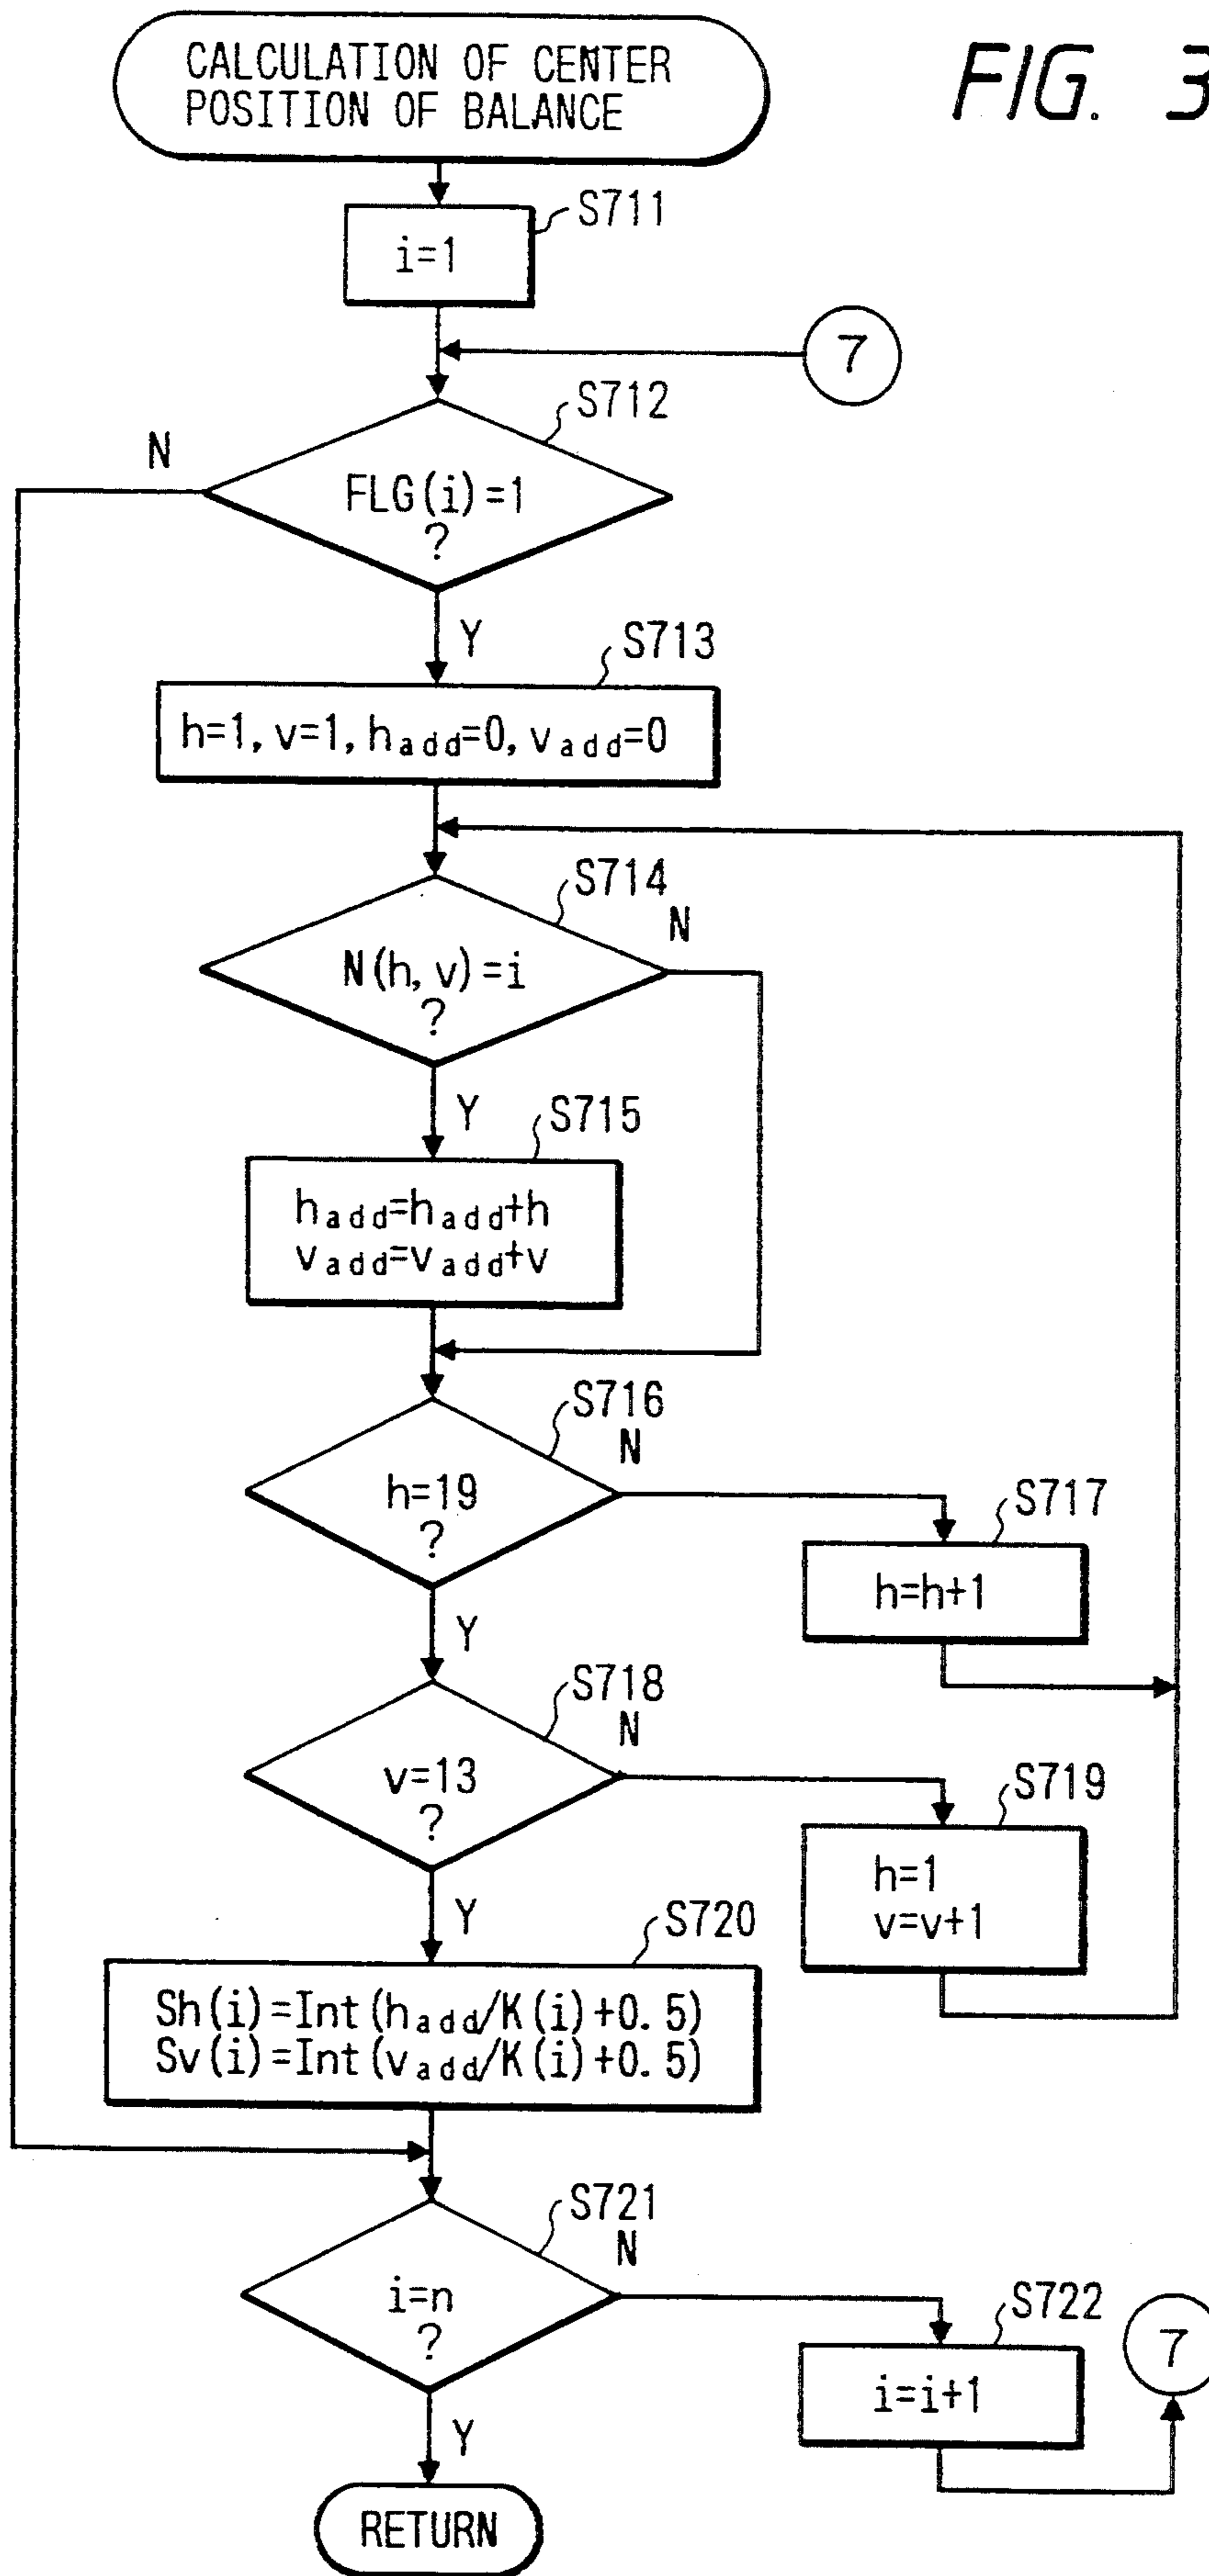 CALCULATION OF CENTER
POSITION OF BALANCE
FIG. 3
S711
i=1
7
S712
N
FLG(i)=1
?
Y
S713
h=1, v=1, hadd=0, vadd=0
S714
N
N(h, v)=i
?
Y
S715
hadd=hadd+h
vadd=vadd+v
S716
N
h=19
?
S717
h=h+1
Y
S718
N
v=13
?
S719
h=1
v=v+1
Y
S720
Sh(i)=Int(hadd/K(i)+0.5)
Sv(i)=Int(vadd/K(i)+0.5)
S721
N
i=n
?
S722
i=i+1
7
Y
RETURN